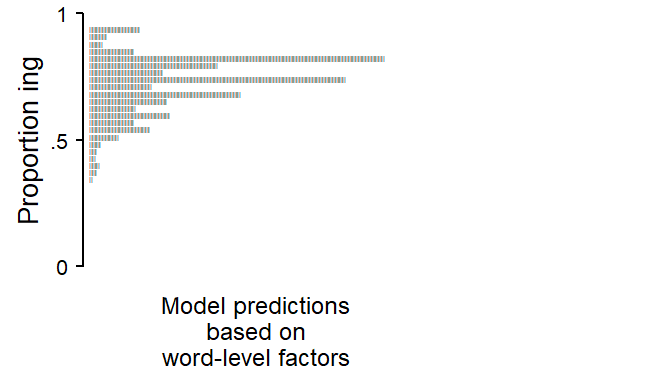 1
Proportion ing
.5
0
Model predictions
based on
word-level factors